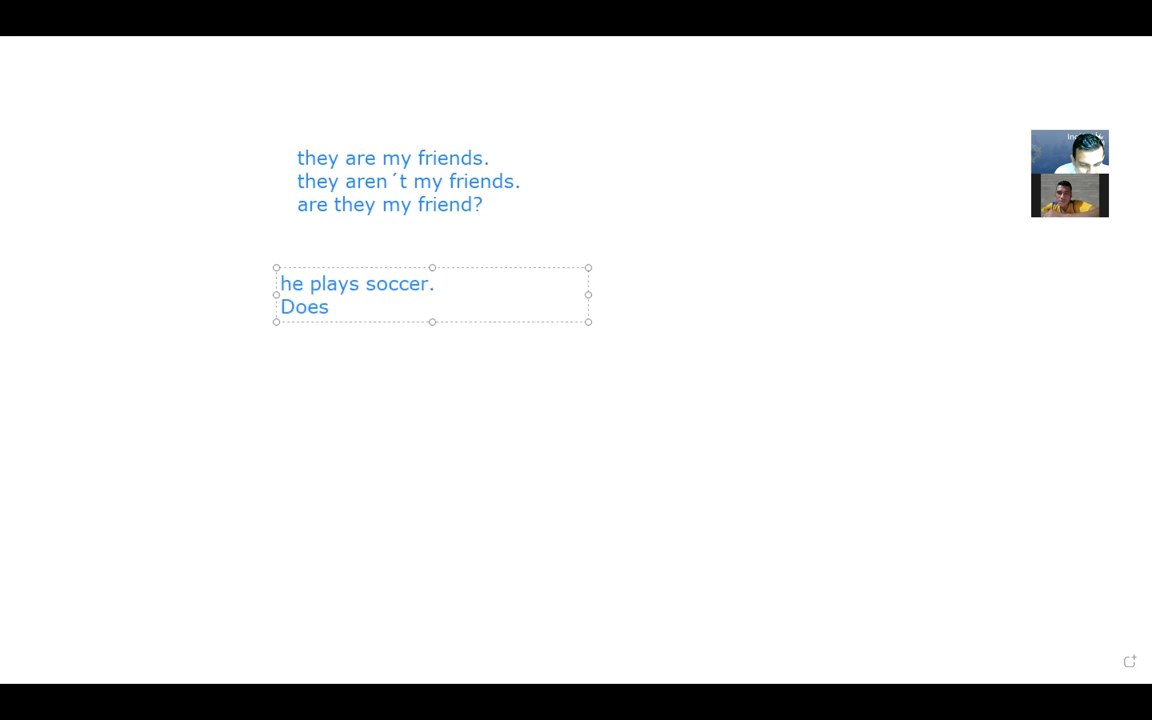 they are my friends.
they aren´t my friends.
are they my friend?
he plays soccer.
Does